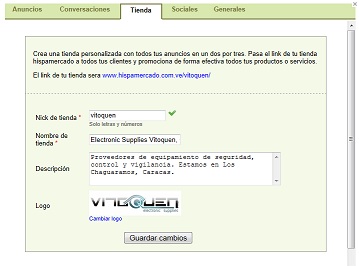 Anuncios Conversaciones Tienda Sociales Generales
Crea una tienda personalizada con todos tus anuncios en un dos por tres. Pasa el link de tu tienda
hispamercado a todos tus clientes y promociona de forma efectiva todos tus productos o servicios.
El link de tu tienda sera www.hispamercado.com.ve/vitoquen/
Nick de tienda * vitoquen
Solo letras y números
Nombre de
tienda * Electronic Supplies Vitoquen,
Descripción
Proveedores de equipamiento de seguridad,
control y vigilancia. Estamos en Los
Chaguaramos, Caracas.
Logo
VITOQUEN
electronic supplies
Cambiar logo
Guardar cambios